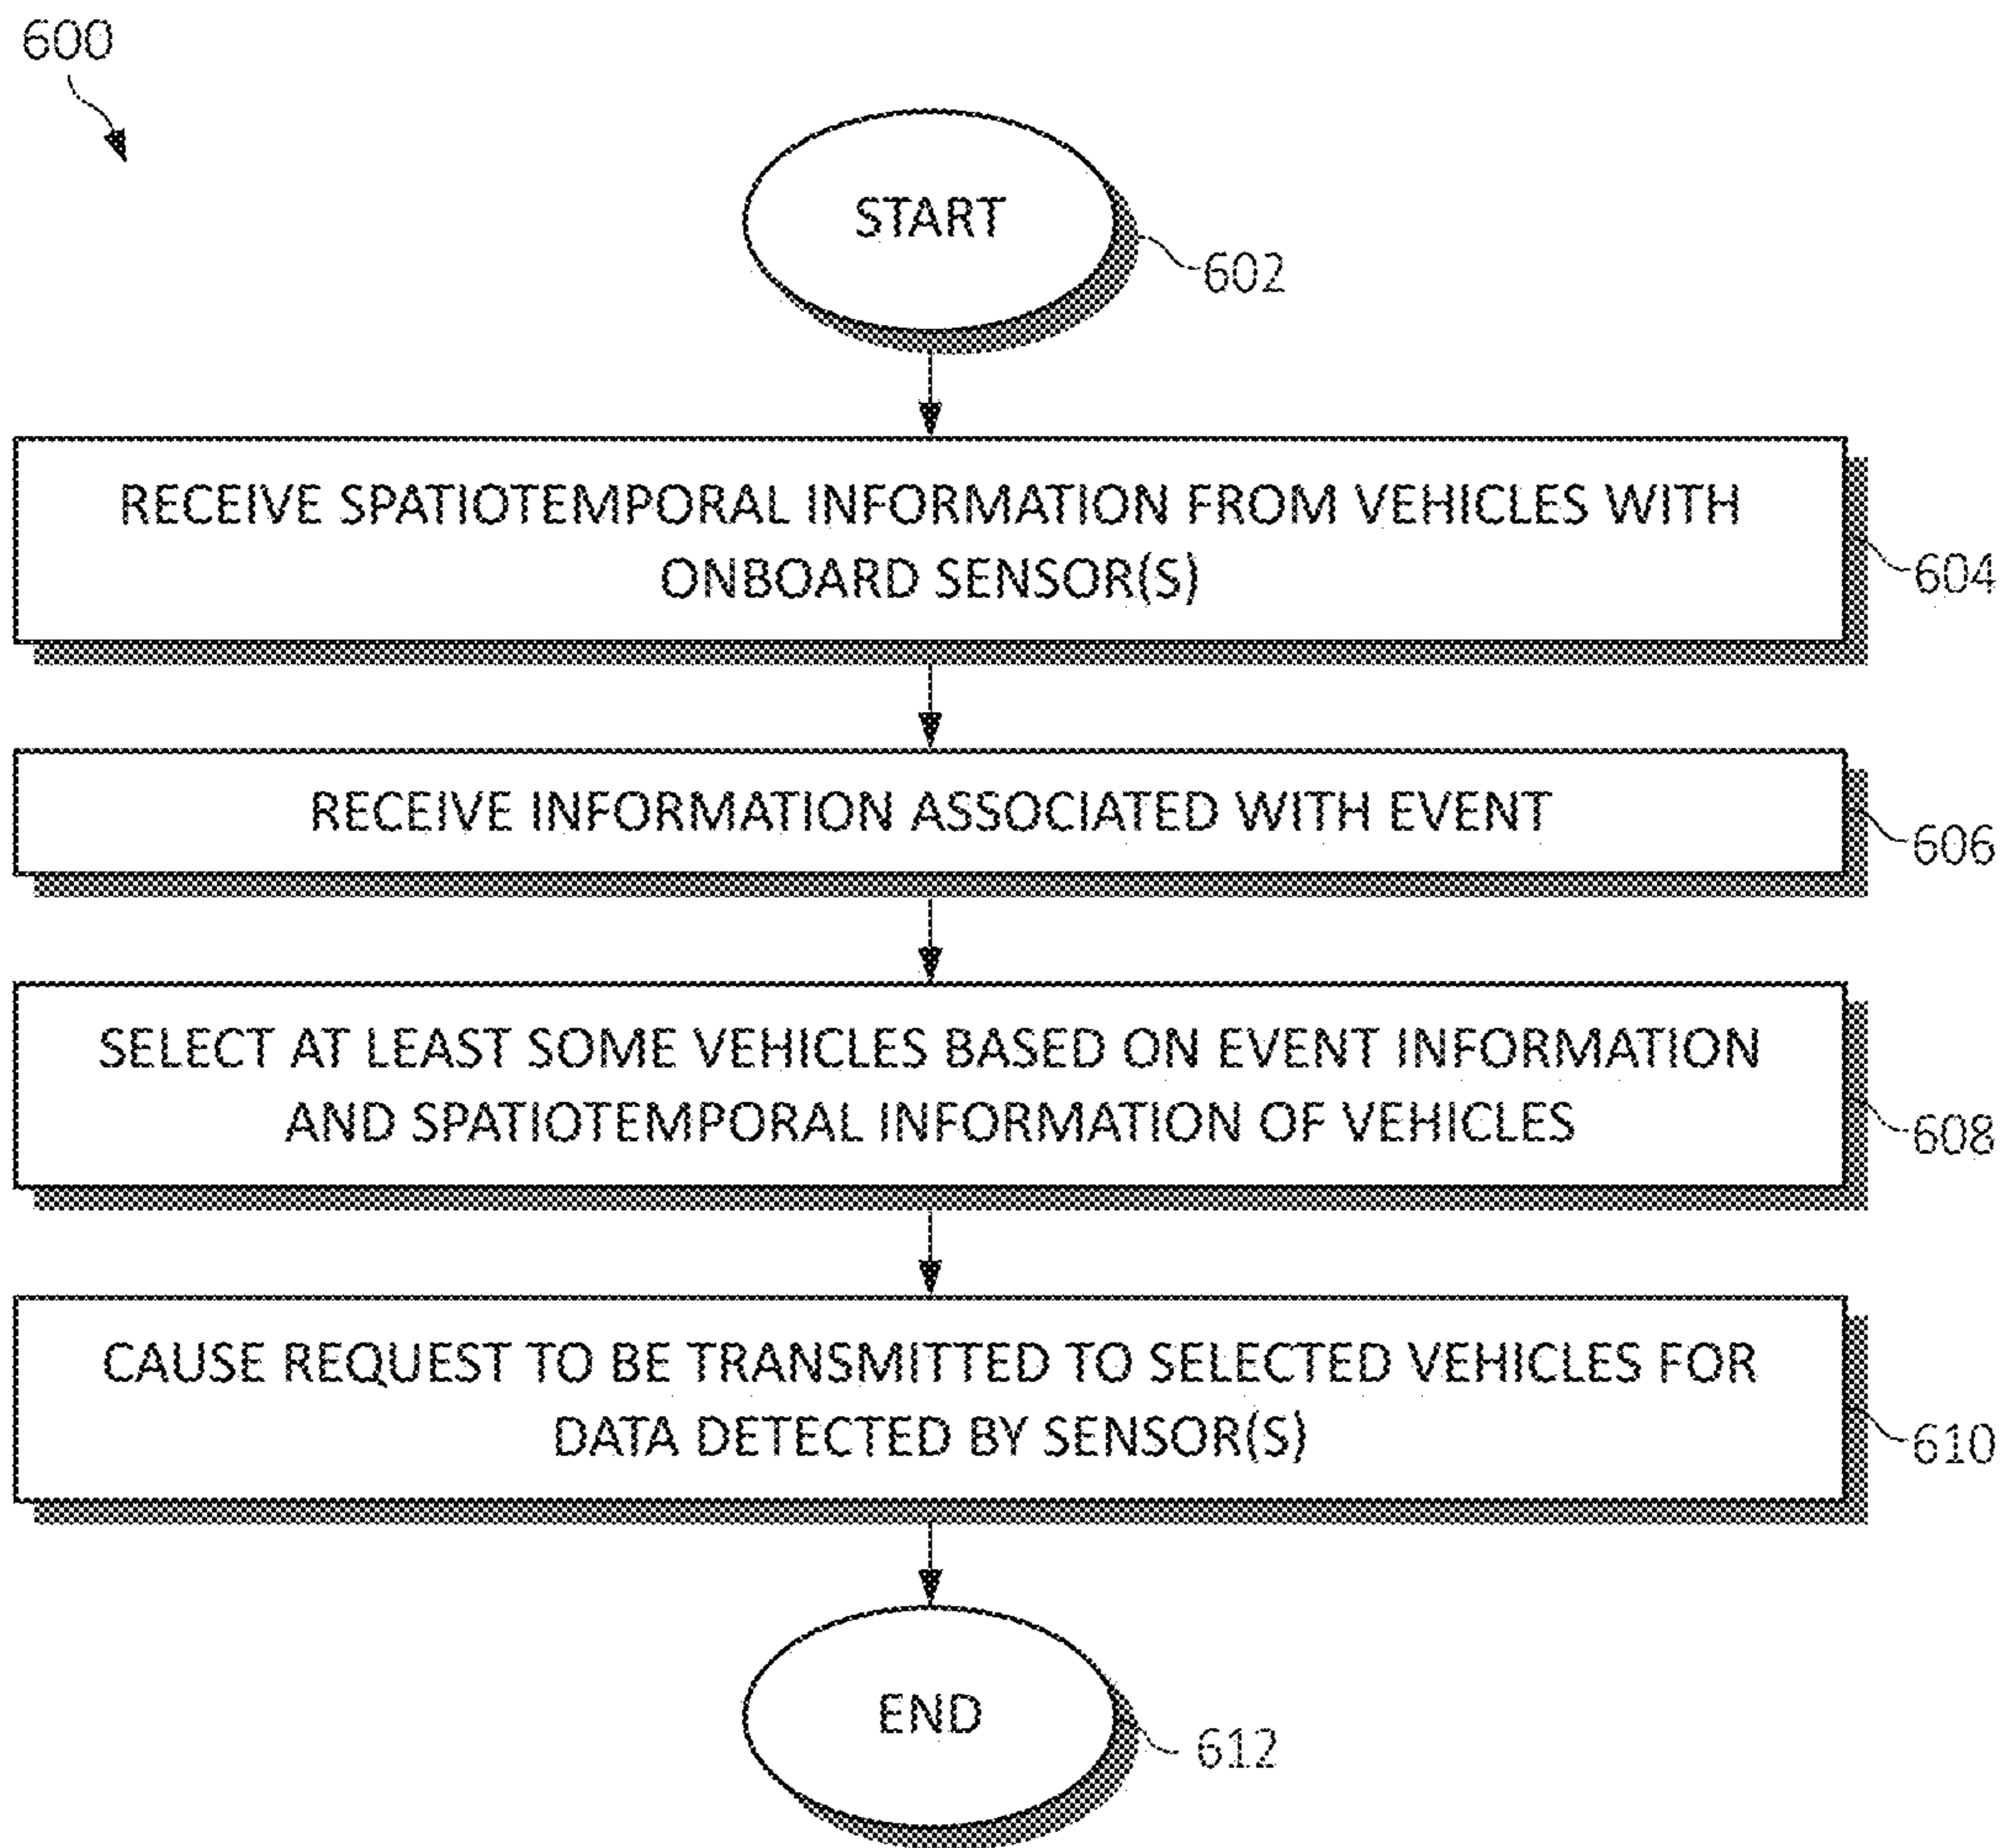 600
START
602
RECEIVE SPATIOTEMPORAL INFORMATION FROM VEHICLES WITH
ONBOARD SENSOR(S)
604
RECEIVE INFORMATION ASSOCIATED WITH EVENT
606
SELECT AT LEAST SOME VEHICLES BASED ON EVENT INFORMATION
AND SPATIOTEMPORAL INFORMATION OF VEHICLES
608
CAUSE REQUEST TO BE TRANSMITTED TO SELECTED VEHICLES FOR
DATA DETECTED BY SENSOR(S)
610
END
612